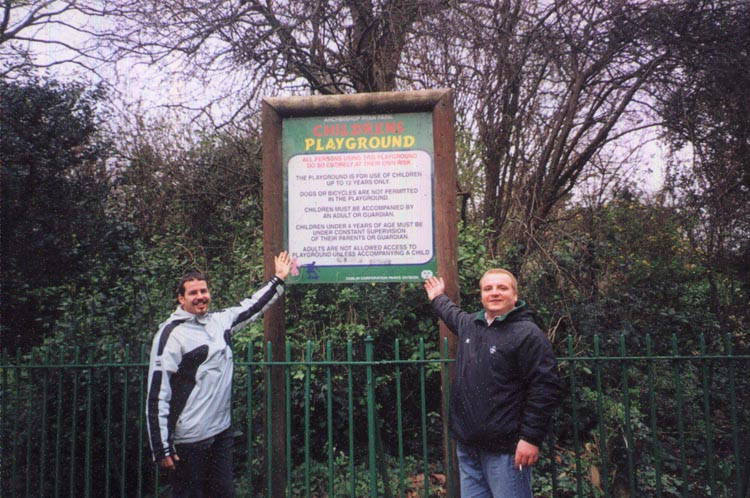 ARCHBISHOP RYAN PARK
CHILDRENS
PLAYGROUND
ALL PERSONS USING THIS PLAYGROUND
DO SO ENTIRELY AT THEIR OWN RISK.
THE PLAYGROUND IS FOR USE OF CHILDREN
UP TO 12 YEARS ONLY.
DOGS OR BICYCLES ARE NOT PERMITTED
IN THE PLAYGROUND.
CHILDREN MUST BE ACCOMPANIED BY
AN ADULT OR GUARDIAN.
CHILDREN UNDER 4 YEARS OF AGE MUST BE
UNDER CONSTANT SUPERVISION
OF THEIR PARENTS OR GUARDIAN.
ADULTS ARE NOT ALLOWED ACCESS TO
PLAYGROUND UNLESS ACCOMPANYING A CHILD
DUBLIN CORPORATION PARKS DIVISION